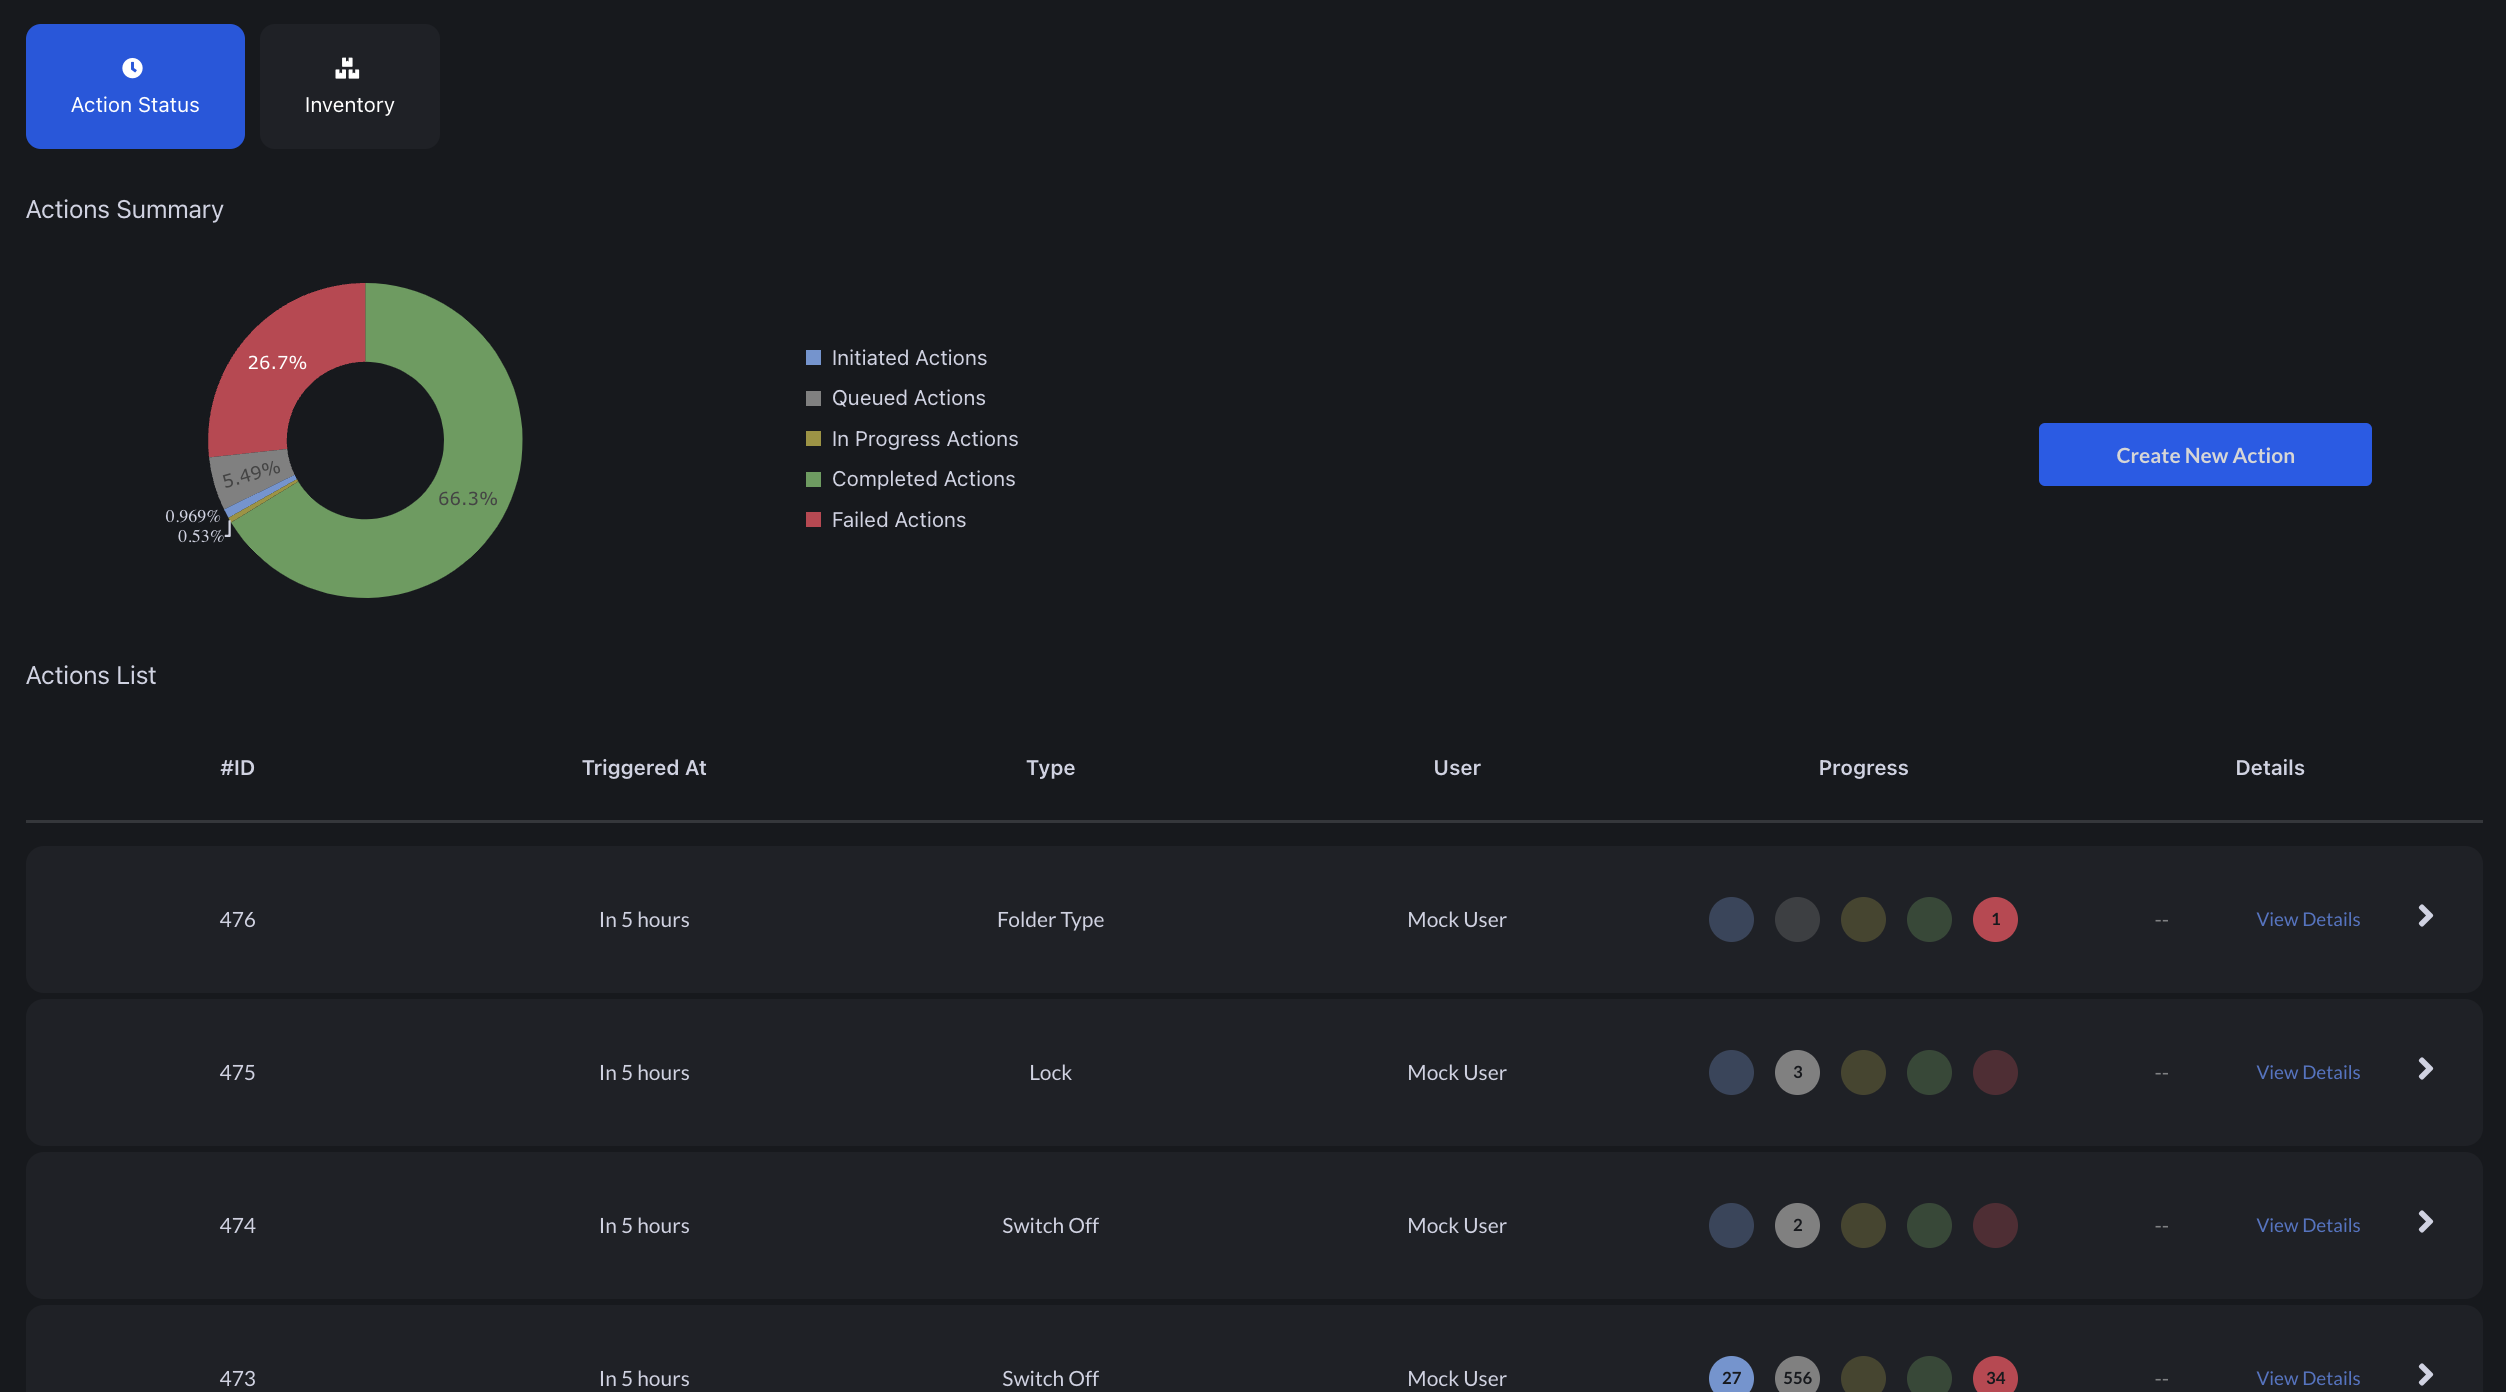 Action Status
Inventory
Actions Summary
26.7%
5.49%
0.969%
0.53%
66.3%
Initiated Actions
Queued Actions
In Progress Actions
Completed Actions
Failed Actions
Create New Action
Actions List
#ID Triggered At Type User Progress Details
476 In 5 hours Folder Type Mock User 1 -- View Details
475 In 5 hours Lock Mock User 3 -- View Details
474 In 5 hours Switch Off Mock User 2 -- View Details
473 In 5 hours Switch Off Mock User 27 556 34 -- View Details